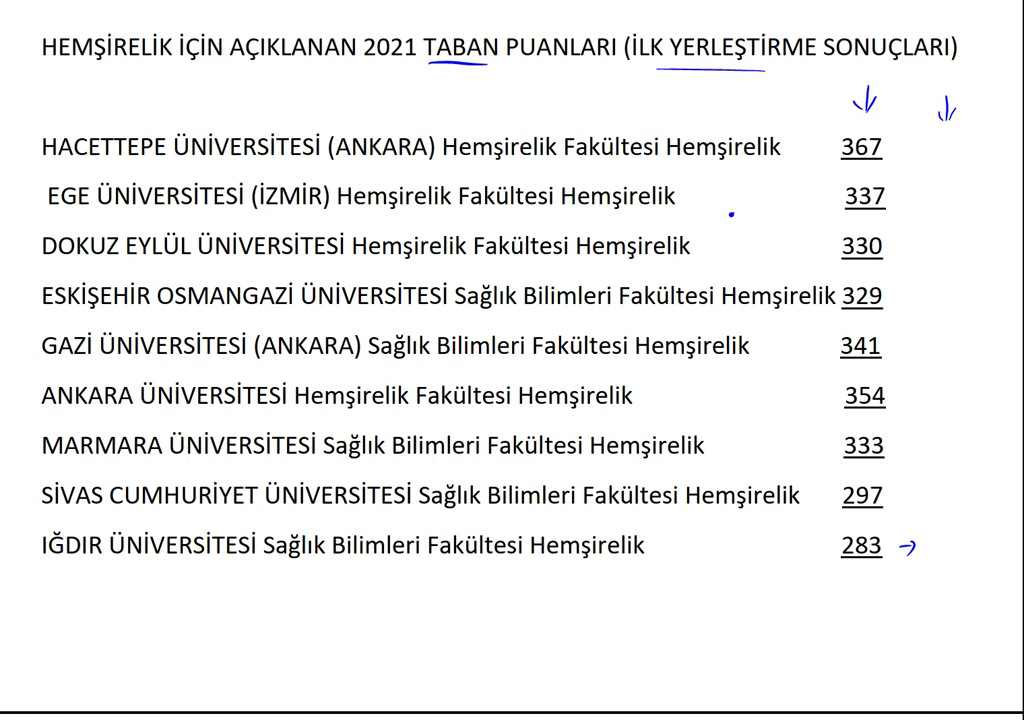 HEMŞİRELİK İÇİN AÇIKLANAN 2021 TABAN PUANLARI (İLK YERLEŞTİRME SONUÇLARI)
HACETTEPE ÜNİVERSİTESİ (ANKARA) Hemşirelik Fakültesi Hemşirelik 367
EGE ÜNİVERSİTESİ (İZMİR) Hemşirelik Fakültesi Hemşirelik 337
DOKUZ EYLÜL ÜNİVERSİTESİ Hemşirelik Fakültesi Hemşirelik 330
ESKİŞEHİR OSMANGAZİ ÜNİVERSİTESİ Sağlık Bilimleri Fakültesi Hemşirelik 329
GAZİ ÜNİVERSİTESİ (ANKARA) Sağlık Bilimleri Fakültesi Hemşirelik 341
ANKARA ÜNİVERSİTESİ Hemşirelik Fakültesi Hemşirelik 354
MARMARA ÜNİVERSİTESİ Sağlık Bilimleri Fakültesi Hemşirelik 333
SİVAS CUMHURİYET ÜNİVERSİTESİ Sağlık Bilimleri Fakültesi Hemşirelik 297
IĞDIR ÜNİVERSİTESİ Sağlık Bilimleri Fakültesi Hemşirelik 283